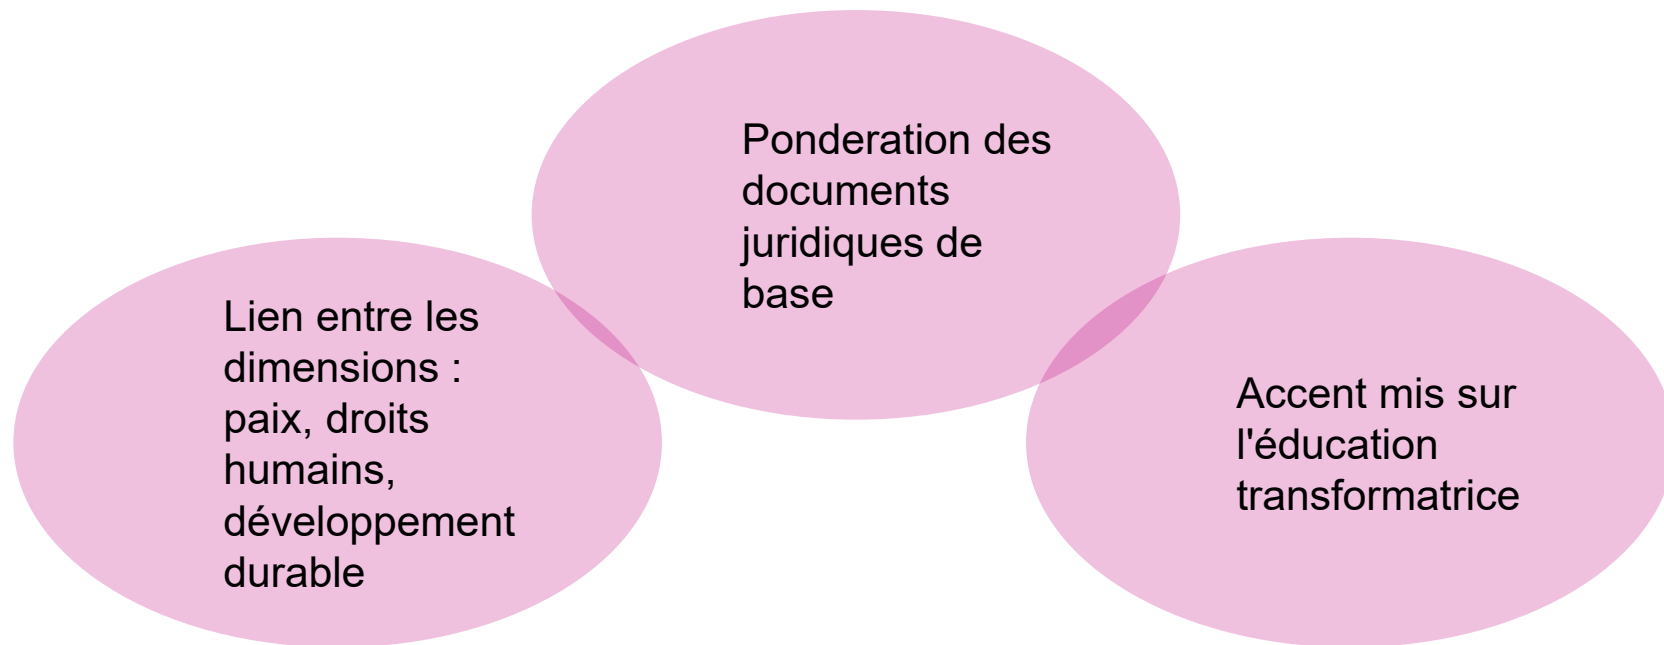 Lien entre les
dimensions :
paix, droits
humains,
développement
durable
Ponderation des
documents
juridiques de
base
Accent mis sur
l'éducation
transformatrice